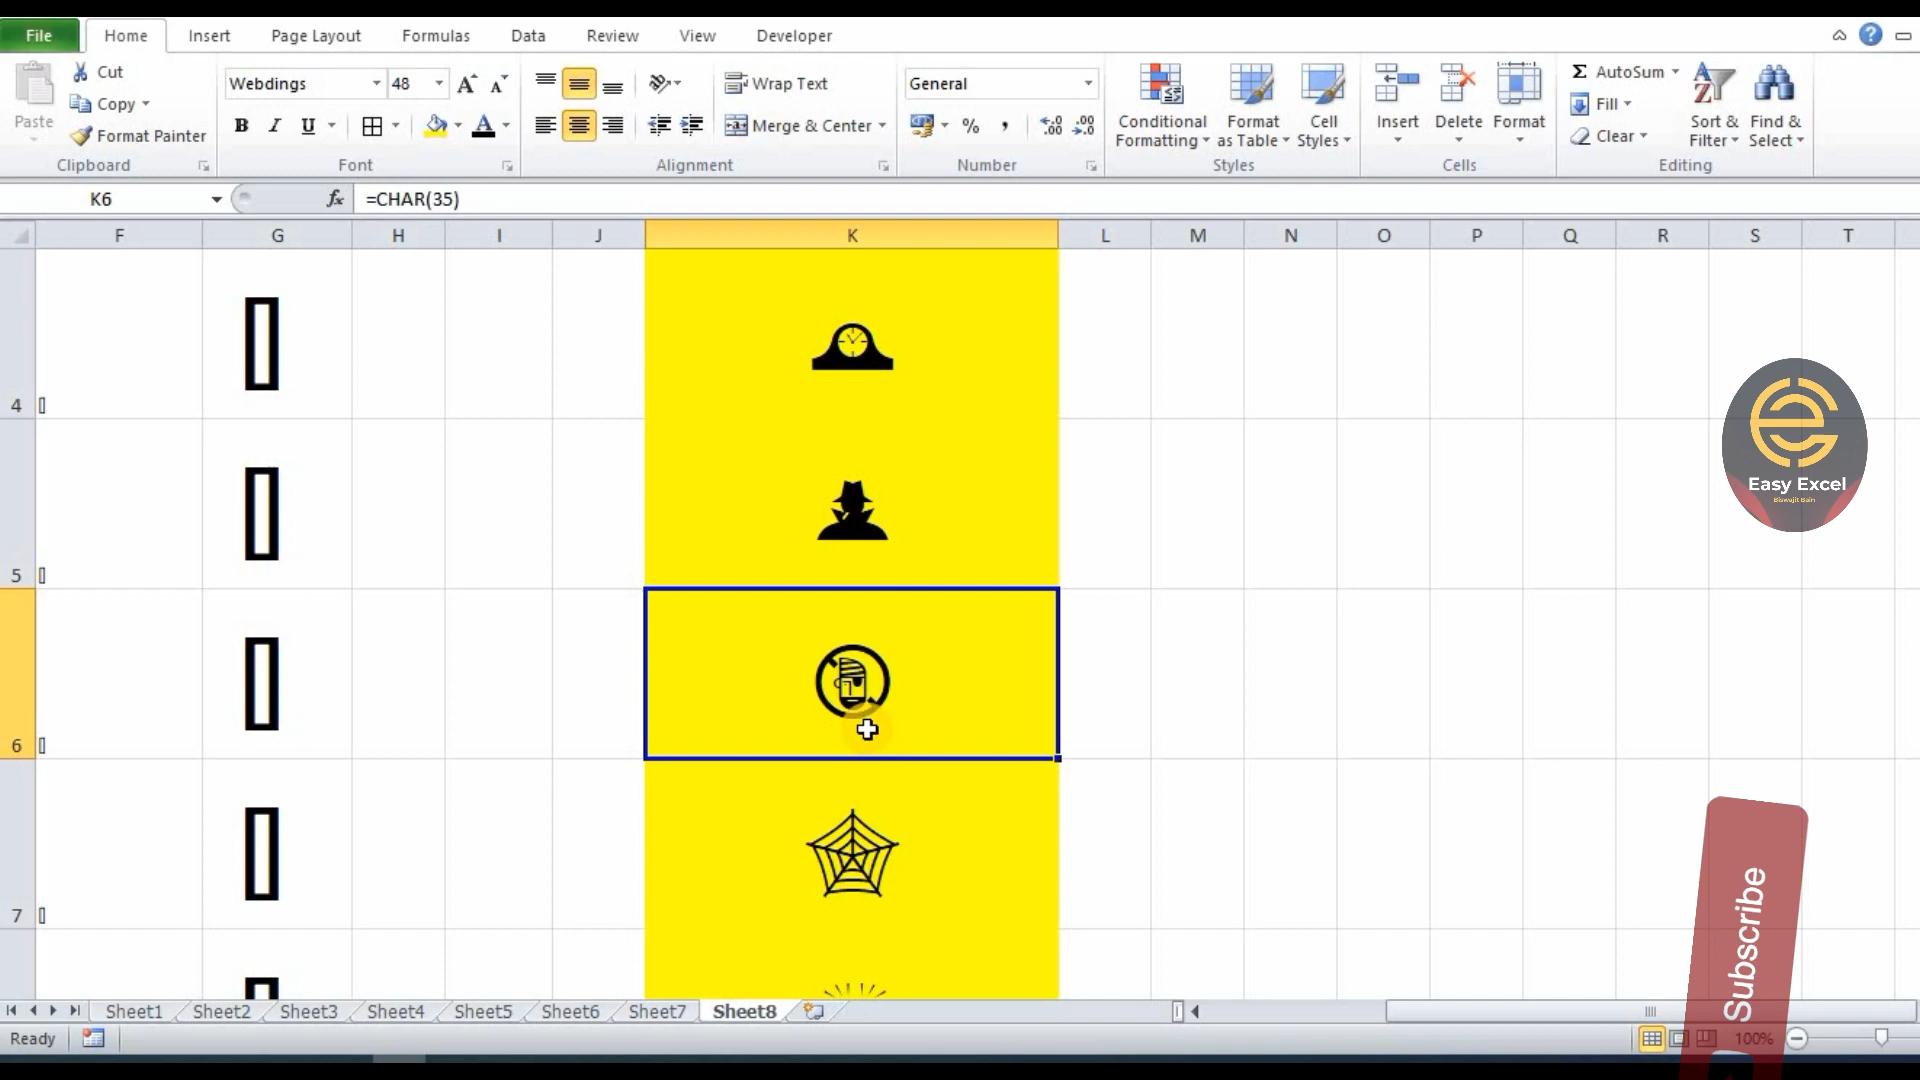 File Home Insert Page Layout Formulas Data Review View Developer
Cut
Copy
Format Painter
Paste
Clipboard
Webdings 48
B I U
Font
Wrap Text
Merge & Center
Alignment
General
% ,
Number
Conditional Formatting
Format as Table
Cell Styles
Styles
Insert Delete Format
Cells
Σ AutoSum
Fill
Clear
Sort & Filter
Find & Select
Editing
K6 fx =CHAR(35)
F G H I J K L M N O P Q R S T
4
5
6
7
Easy Excel
Biswajit Bain
Subscribe
Sheet1 Sheet2 Sheet3 Sheet4 Sheet5 Sheet6 Sheet7 Sheet8
Ready 100%